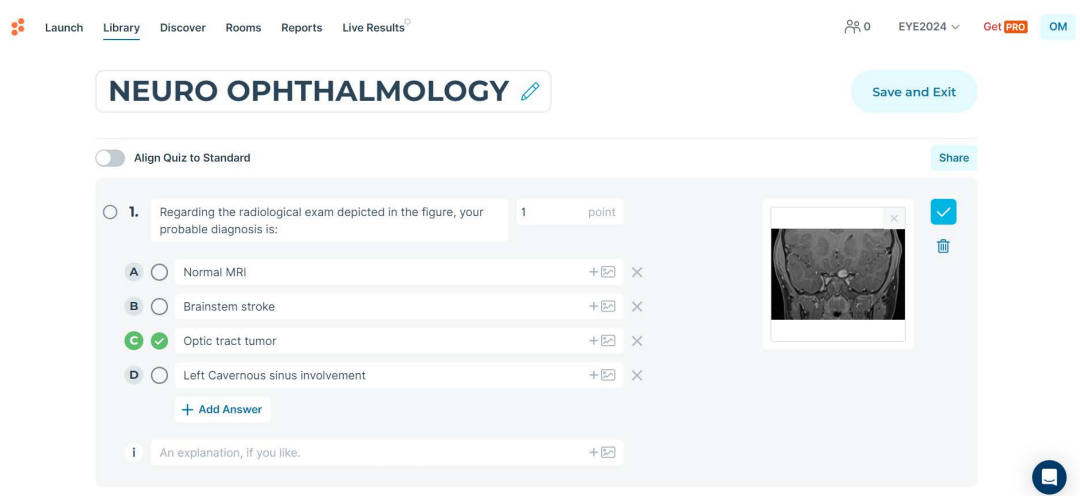 Launch Library Discover Rooms Reports Live Results 0 EYE2024 Get PRO OM
NEURO OPHTHALMOLOGY
Save and Exit
Align Quiz to Standard
Share
1. Regarding the radiological exam depicted in the figure, your
probable diagnosis is:
1 point
A Normal MRI
B Brainstem stroke
C Optic tract tumor
D Left Cavernous sinus involvement
+ Add Answer
i An explanation, if you like.